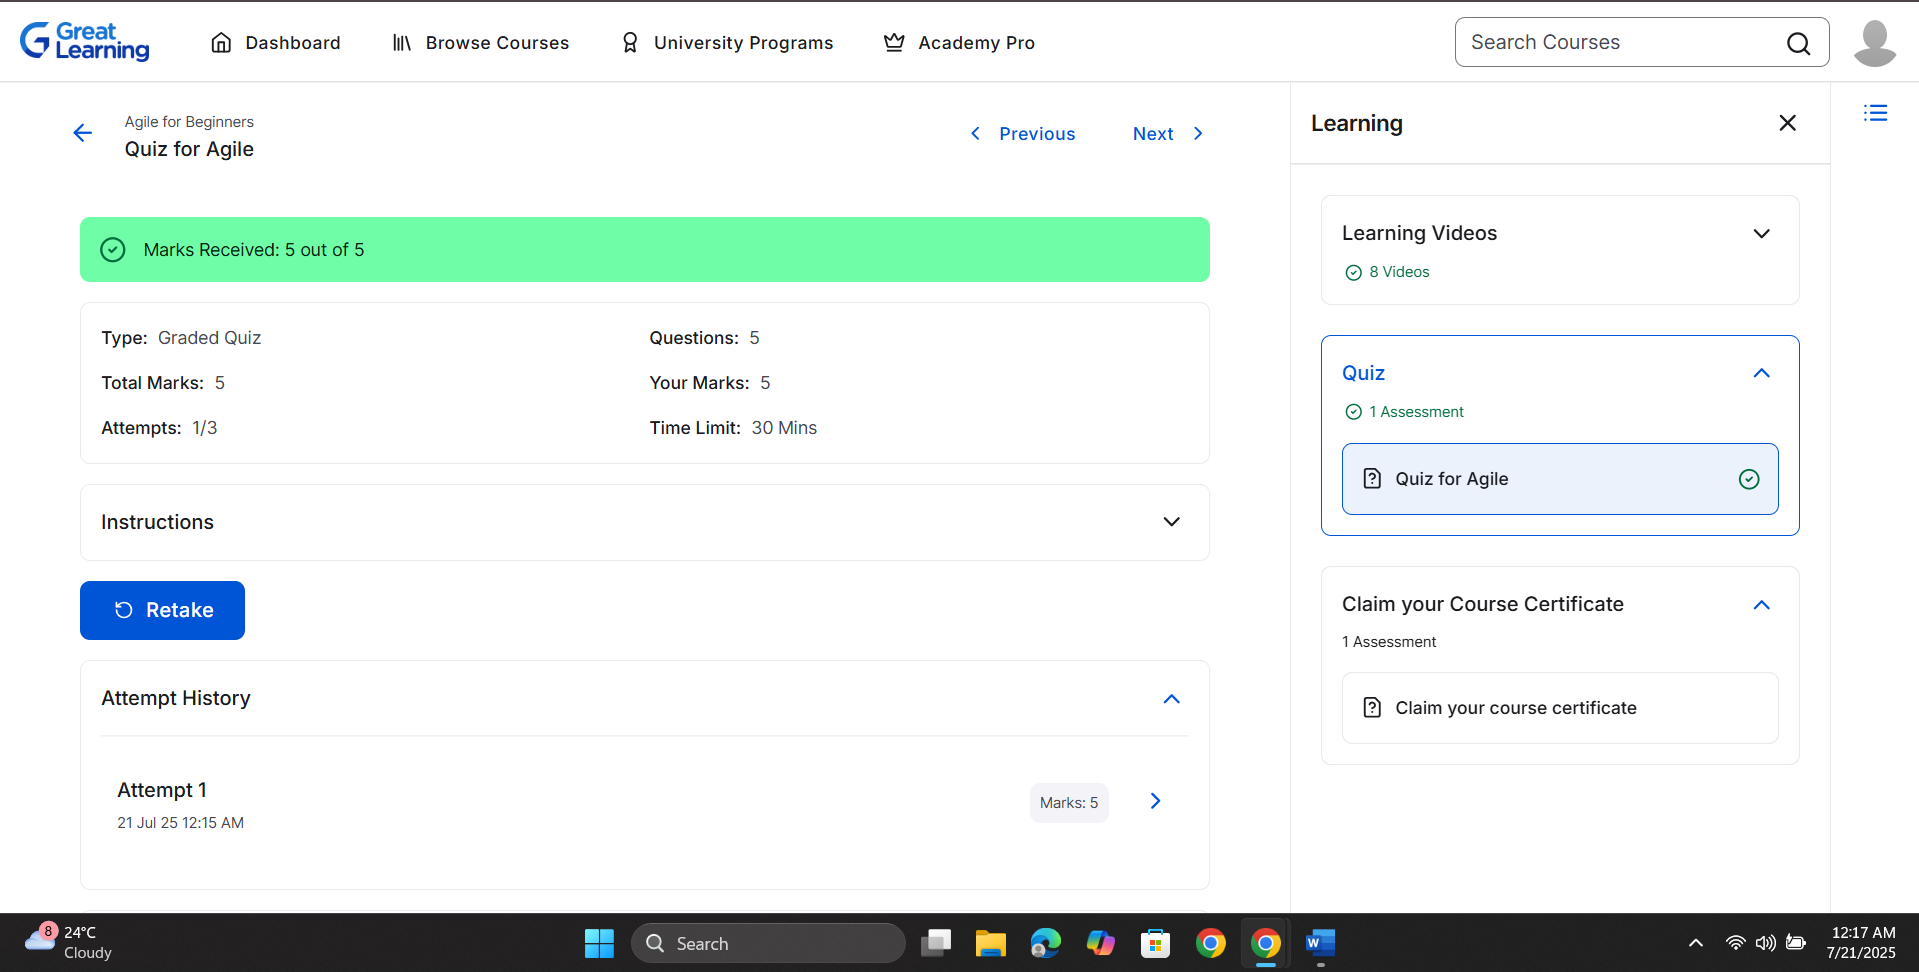 Great
Learning
Dashboard
Browse Courses
University Programs
Academy Pro
Search Courses
Agile for Beginners
Quiz for Agile
Previous
Next
Marks Received: 5 out of 5
Type: Graded Quiz
Questions: 5
Total Marks: 5
Your Marks: 5
Attempts: 1/3
Time Limit: 30 Mins
Instructions
Retake
Attempt History
Attempt 1
21 Jul 25 12:15 AM
Marks: 5
Learning
Learning Videos
8 Videos
Quiz
1 Assessment
Quiz for Agile
Claim your Course Certificate
1 Assessment
Claim your course certificate
8
24°C
Cloudy
Search
W
12:17 AM
7/21/2025